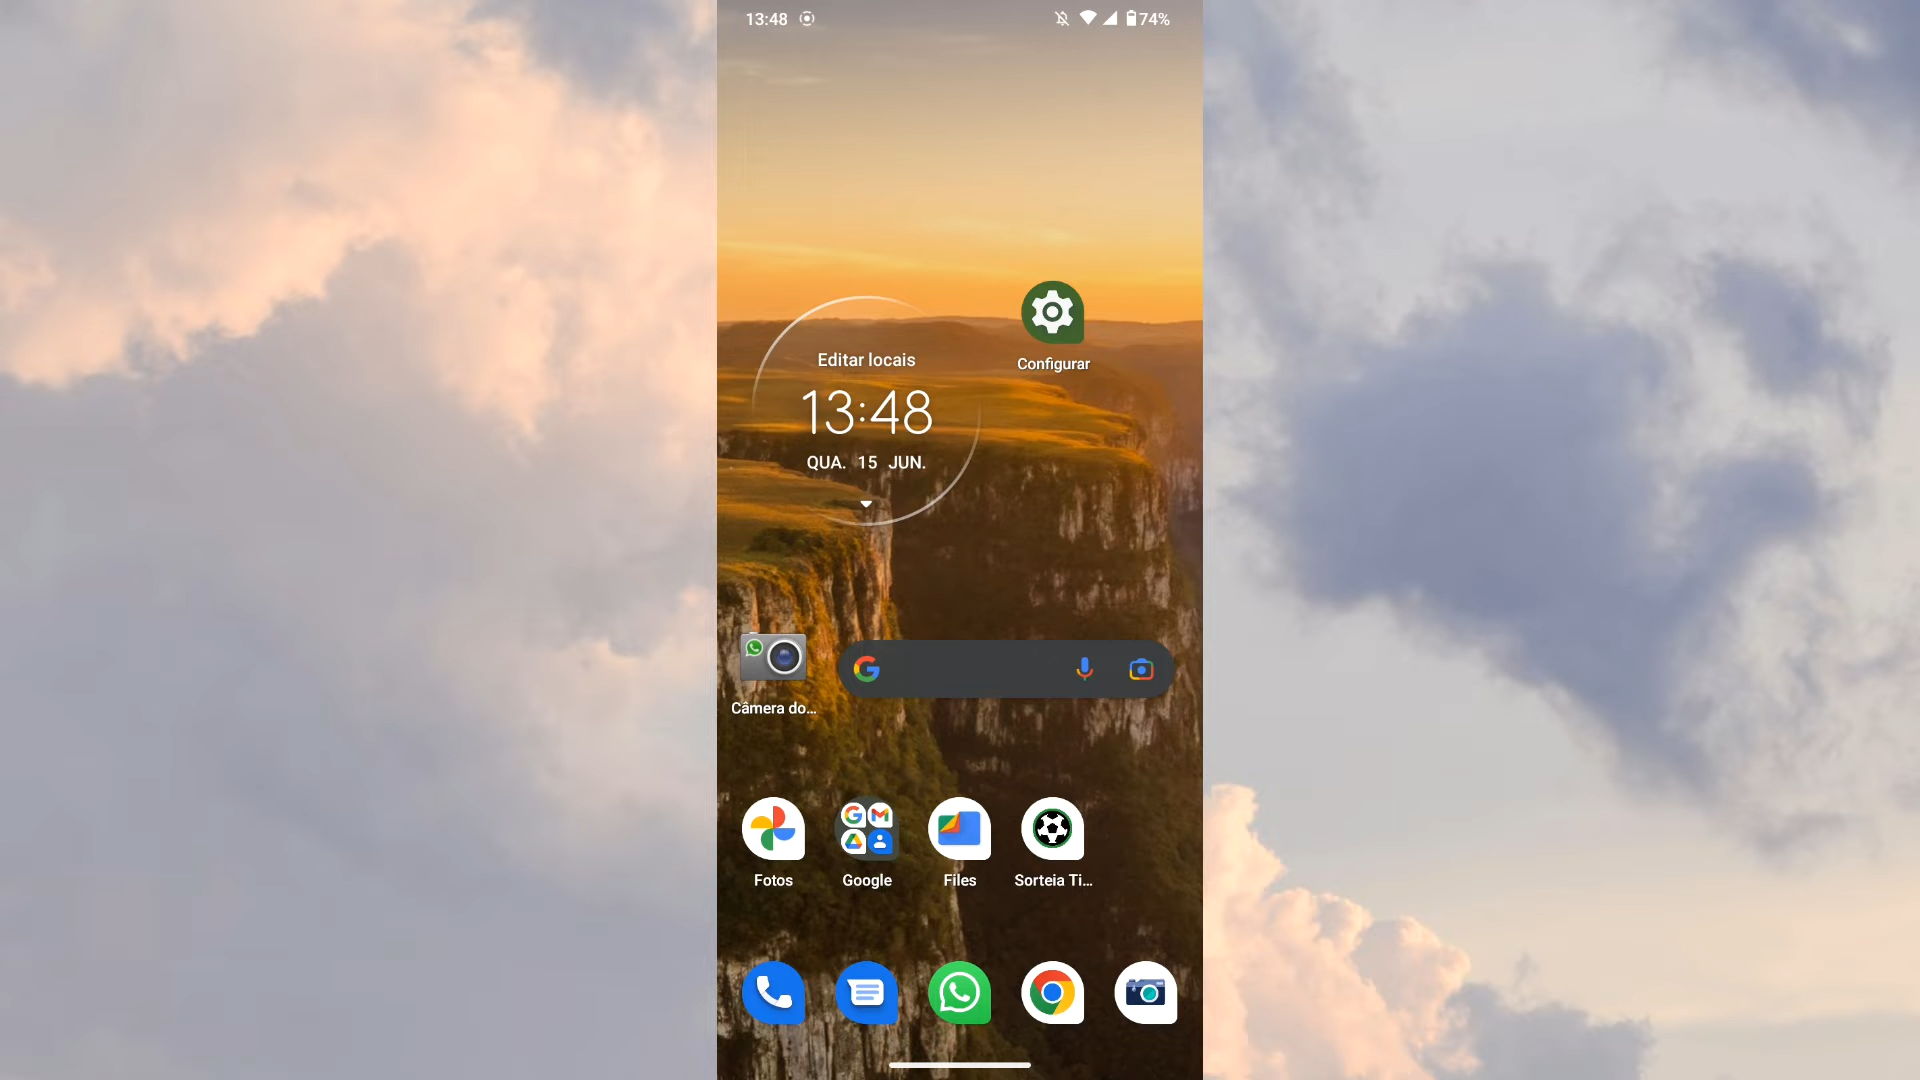 13:48
74%
Configurar
Editar locais
13:48
QUA. 15 JUN.
Câmera do...
Fotos
Google
Files
Sorteia Ti...